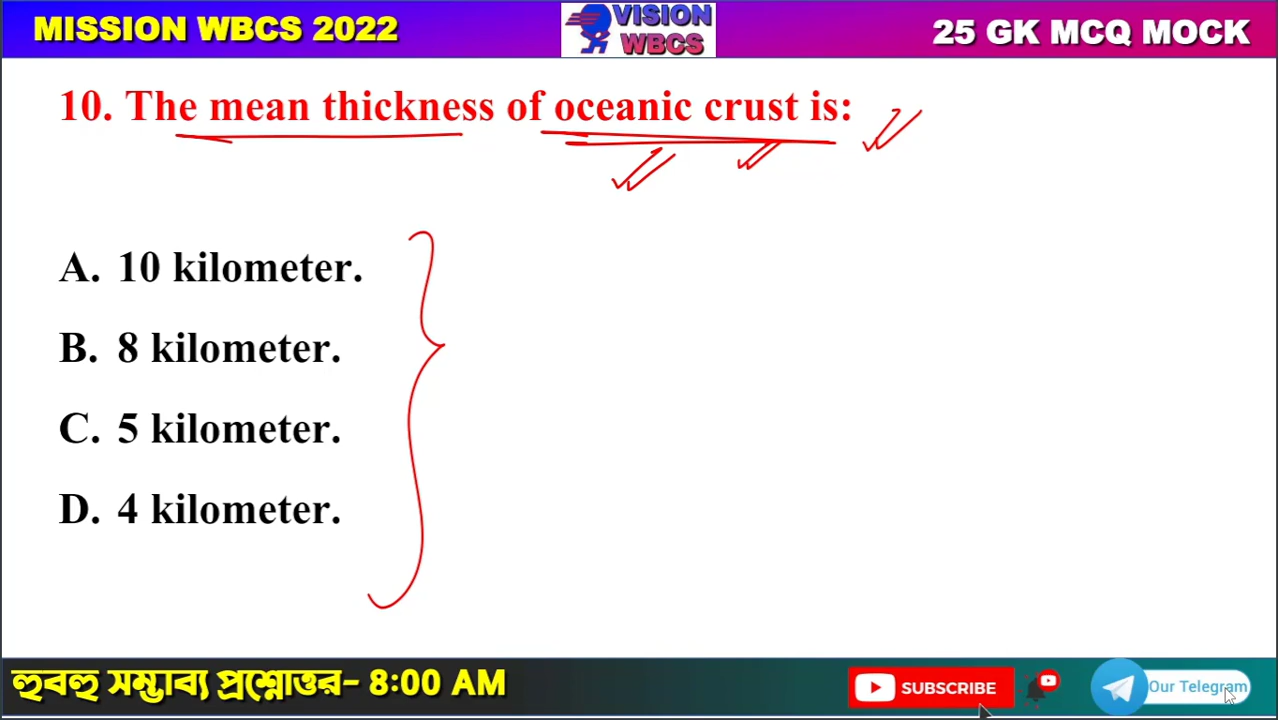 MISSION WBCS 2022
VISION
WBCS
25 GK MCQ MOCK
10. The mean thickness of oceanic crust is:
A. 10 kilometer.
B. 8 kilometer.
C. 5 kilometer.
D. 4 kilometer.
হুবহু সম্ভাব্য প্রশ্নোত্তর- 8:00 AM
SUBSCRIBE
Our Telegram